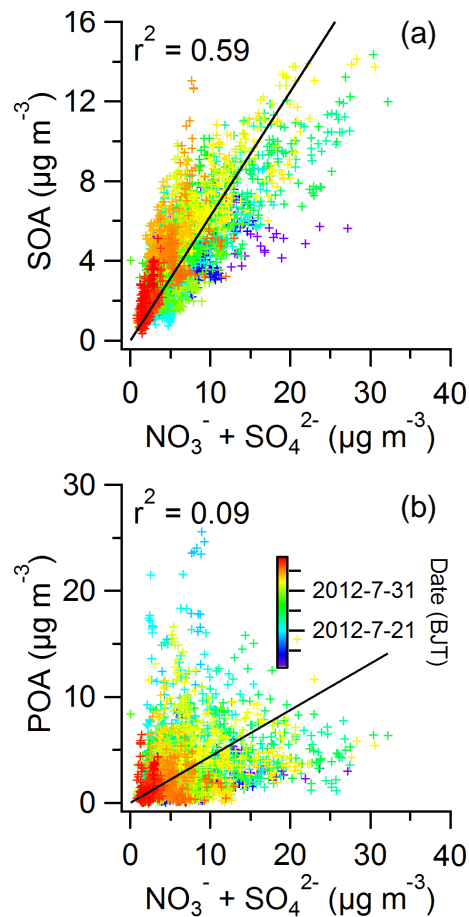 (a)
r² = 0.59
16
12
8
4
0
SOA (µg m⁻³)
0 10 20 30 40
NO₃⁻ + SO₄²⁻ (µg m⁻³)
(b)
r² = 0.09
30
20
10
0
POA (µg m⁻³)
2012-7-31
2012-7-21
Date (BJT)
0 10 20 30 40
NO₃⁻ + SO₄²⁻ (µg m⁻³)